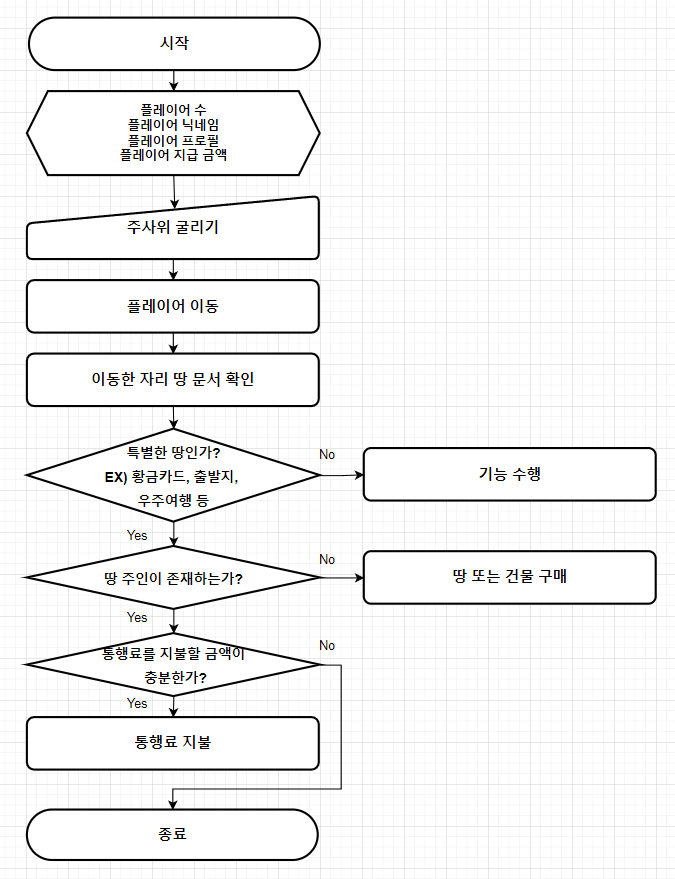 시작
플레이어 수
플레이어 닉네임
플레이어 프로필
플레이어 지급 금액
주사위 굴리기
플레이어 이동
이동한 자리 땅 문서 확인
특별한 땅인가?
EX) 황금카드, 출발지,
우주여행 등
No
기능 수행
Yes
땅 주인이 존재하는가?
No
땅 또는 건물 구매
Yes
통행료를 지불할 금액이
충분한가?
No
Yes
통행료 지불
종료